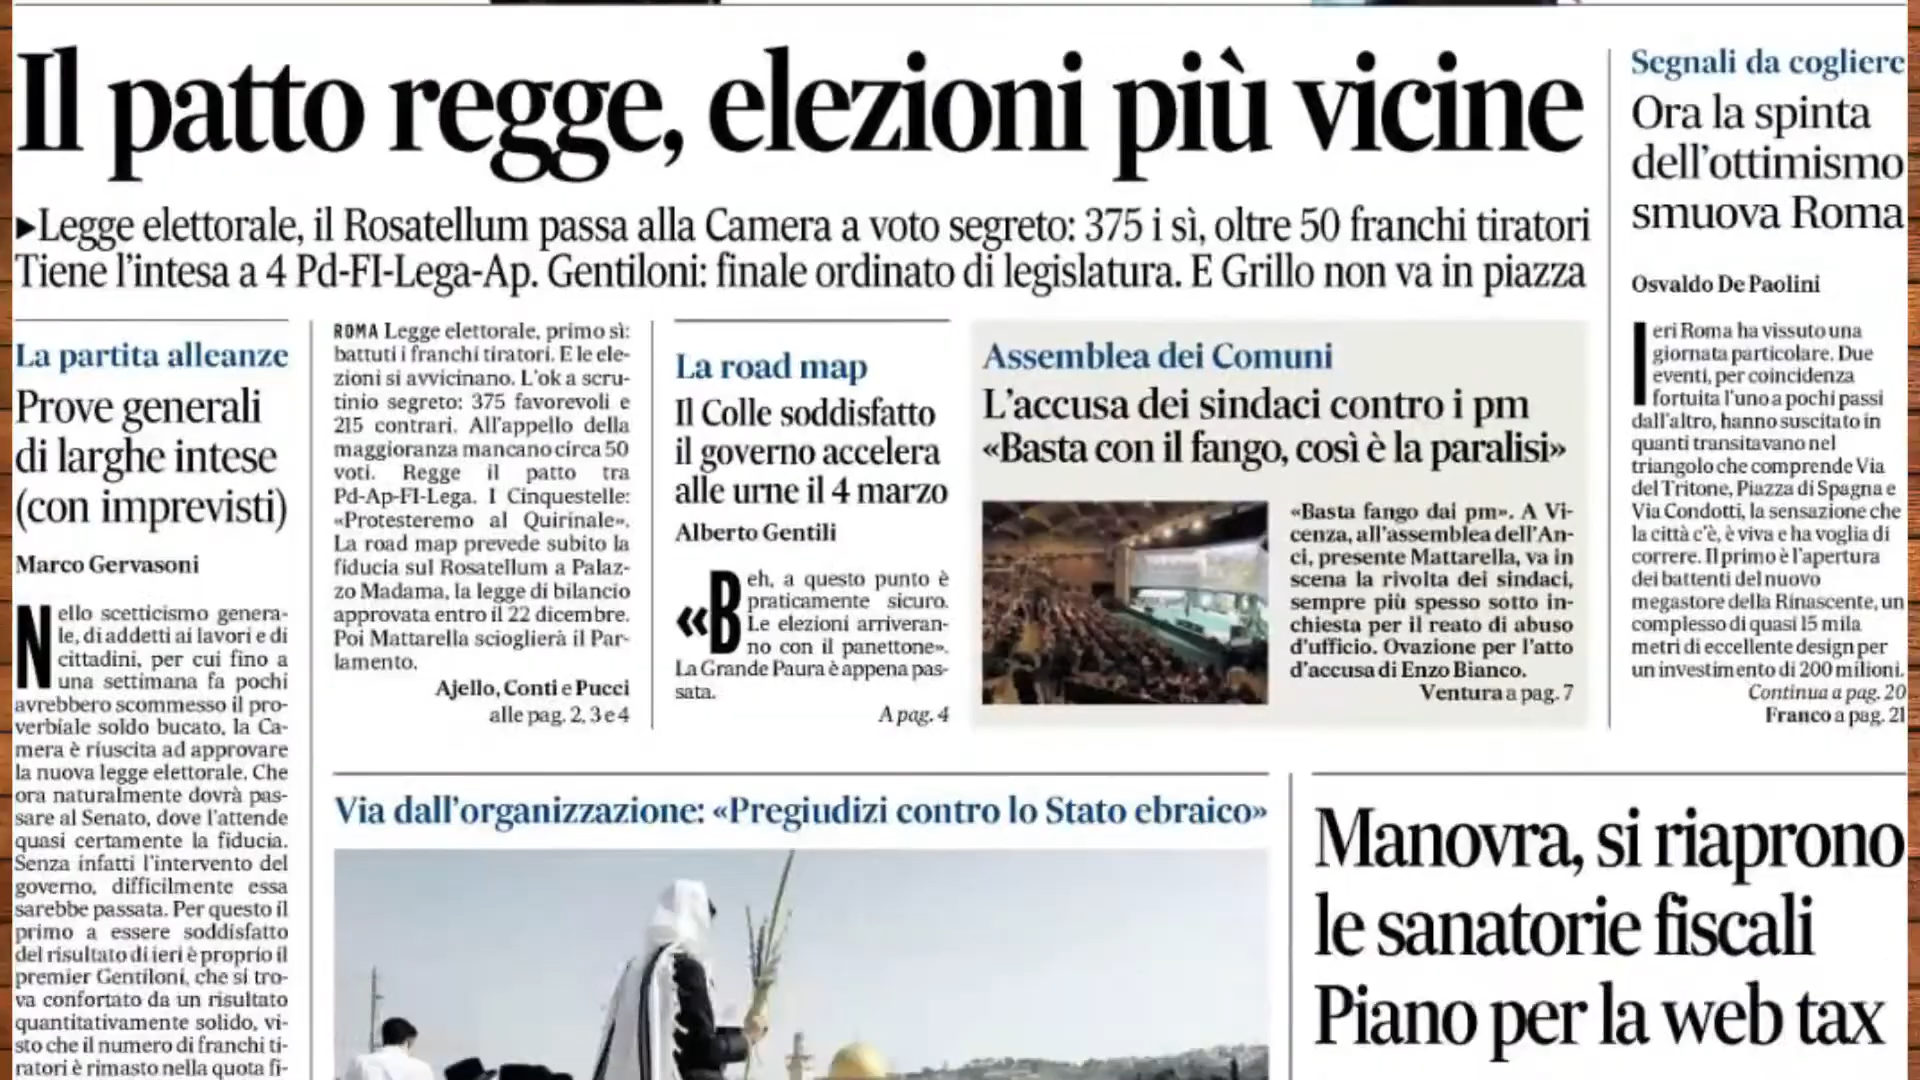 Il patto regge, elezioni più vicine
▸Legge elettorale, il Rosatellum passa alla Camera a voto segreto: 375 i sì, oltre 50 franchi tiratori
Tiene l'intesa a 4 Pd-FI-Lega-Ap. Gentiloni: finale ordinato di legislatura. E Grillo non va in piazza
La partita alleanze
Prove generali
di larghe intese
(con imprevisti)
Marco Gervasoni
Nello scetticismo genera-
le, di addetti ai lavori e di
cittadini, per cui fino a
una settimana fa pochi
avrebbero scommesso il pro-
verbiale soldo bucato, la Ca-
mera è riuscita ad approvare
la nuova legge elettorale. Che
ora naturalmente dovrà pas-
sare al Senato, dove l'attende
quasi certamente la fiducia.
Senza infatti l'intervento del
governo, difficilmente essa
sarebbe passata. Per questo il
primo a essere soddisfatto
del risultato di ieri è proprio il
premier Gentiloni, che si tro-
va confortato da un risultato
quantitativamente solido, vi-
sto che il numero di franchi ti-
ratori è rimasto nella quota fi-
ROMA Legge elettorale, primo sì:
battuti i franchi tiratori. E le ele-
zioni si avvicinano. L'ok a scru-
tinio segreto: 375 favorevoli e
215 contrari. All'appello della
maggioranza mancano circa 50
voti. Regge il patto tra
Pd-Ap-FI-Lega. I Cinquestelle:
«Protesteremo al Quirinale».
La road map prevede subito la
fiducia sul Rosatellum a Palaz-
zo Madama, la legge di bilancio
approvata entro il 22 dicembre.
Poi Mattarella scioglierà il Par-
lamento.
Ajello, Conti e Pucci
alle pag. 2, 3 e 4
La road map
Il Colle soddisfatto
il governo accelera
alle urne il 4 marzo
Alberto Gentili
«Beh, a questo punto è
praticamente sicuro.
Le elezioni arriveran-
no con il panettone».
La Grande Paura è appena pas-
sata.
A pag. 4
Assemblea dei Comuni
L'accusa dei sindaci contro i pm
«Basta con il fango, così è la paralisi»
«Basta fango dai pm». A Vi-
cenza, all'assemblea dell'An-
ci, presente Mattarella, va in
scena la rivolta dei sindaci,
sempre più spesso sotto in-
chiesta per il reato di abuso
d'ufficio. Ovazione per l'atto
d'accusa di Enzo Bianco.
Ventura a pag. 7
Segnali da cogliere
Ora la spinta
dell'ottimismo
smuova Roma
Osvaldo De Paolini
Ieri Roma ha vissuto una
giornata particolare. Due
eventi, per coincidenza
fortuita l'uno a pochi passi
dall'altro, hanno suscitato in
quanti transitavano nel
triangolo che comprende Via
del Tritone, Piazza di Spagna e
Via Condotti, la sensazione che
la città c'è, è viva e ha voglia di
correre. Il primo è l'apertura
dei battenti del nuovo
megastore della Rinascente, un
complesso di quasi 15 mila
metri di eccellente design per
un investimento di 200 milioni.
Continua a pag. 20
Franco a pag. 21
Via dall'organizzazione: «Pregiudizi contro lo Stato ebraico»
Manovra, si riaprono
le sanatorie fiscali
Piano per la web tax